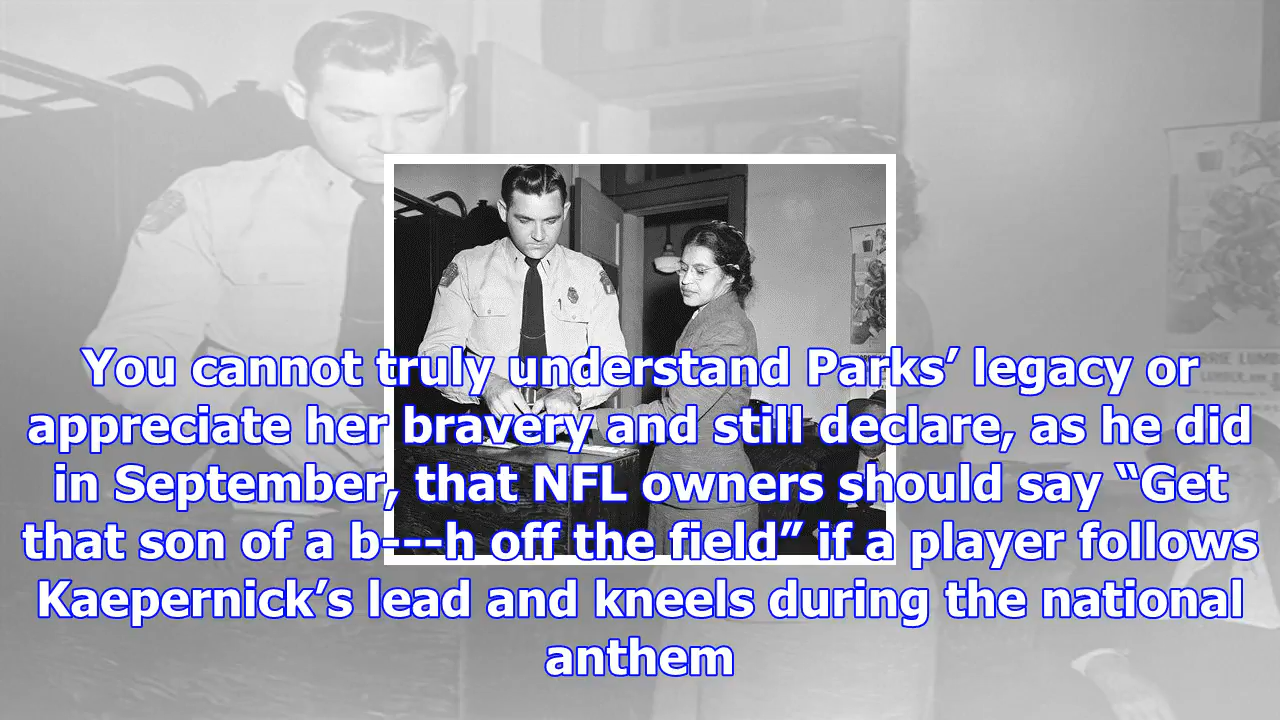 You cannot truly understand Parks’ legacy or
appreciate her bravery and still declare, as he did
in September, that NFL owners should say “Get
that son of a b---h off the field” if a player follows
Kaepernick’s lead and kneels during the national
anthem